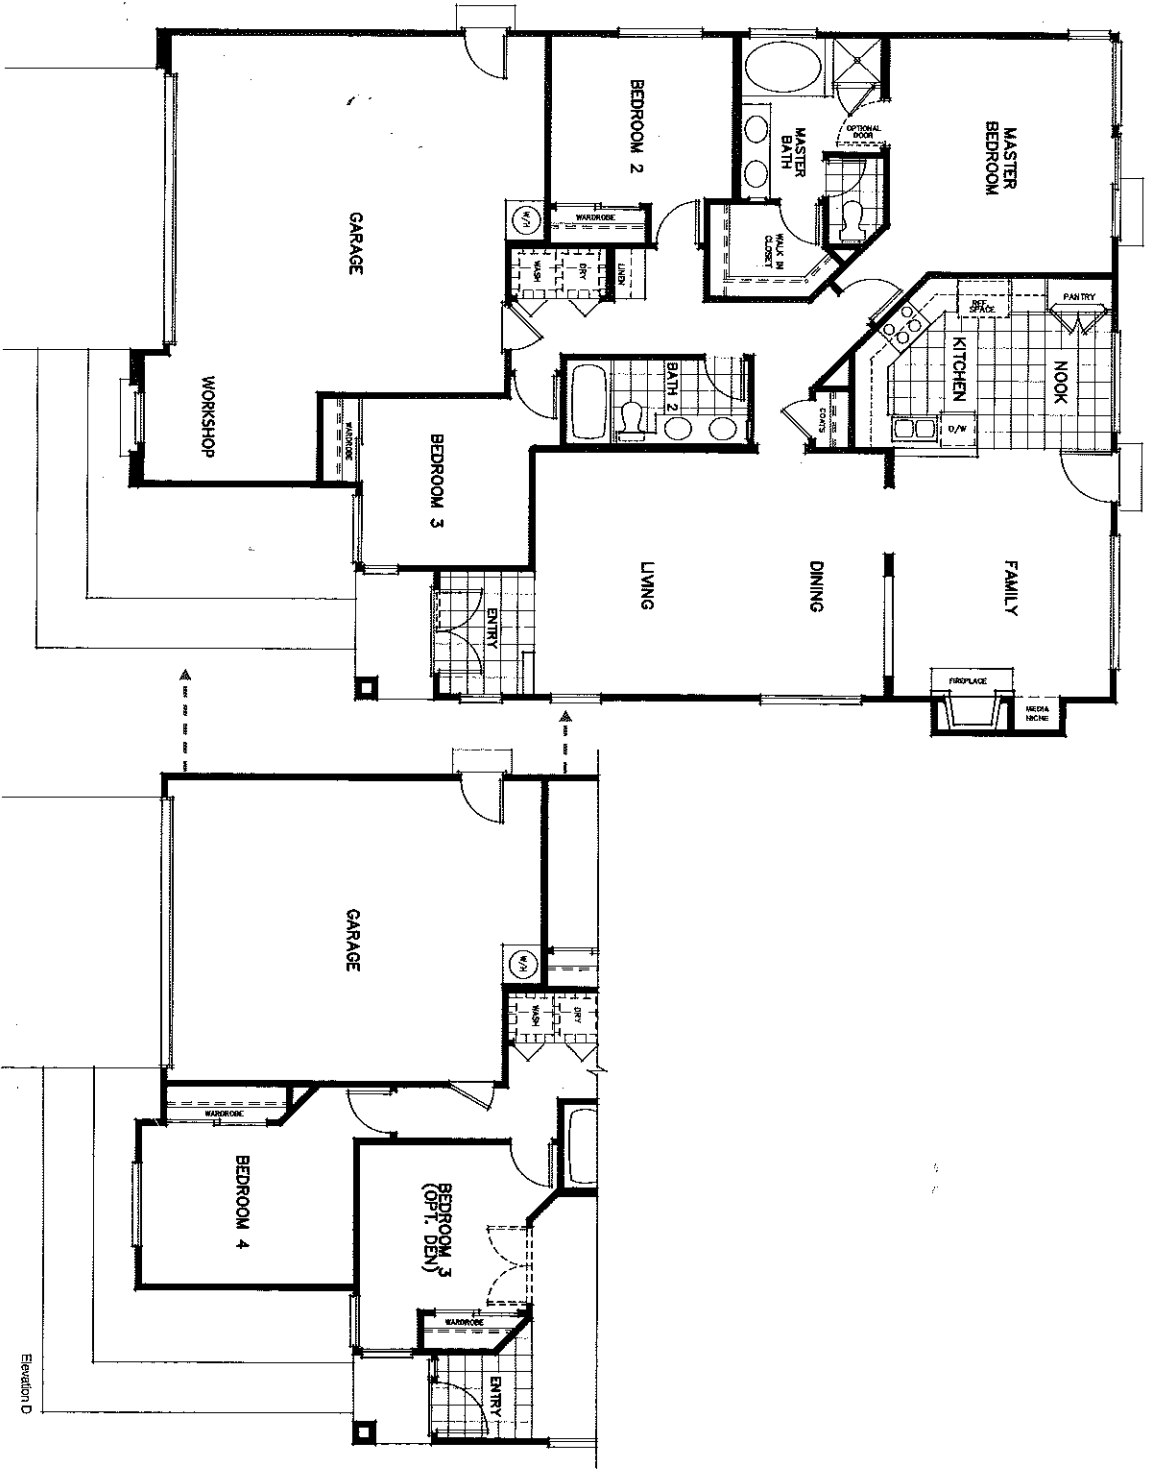 MASTER
BEDROOM
OPTIONAL
DOOR
MASTER
BATH
WALK IN
CLOSET
BEDROOM 2
WARDROBE
LINEN
DRY
WASH
W/H
GARAGE
WORKSHOP
PANTRY
REF
SPACE
NOOK
KITCHEN
D/W
COATS
BATH 2
WARDROBE
BEDROOM 3
FAMILY
DINING
LIVING
ENTRY
FIREPLACE
MEDIA
NICHE
GARAGE
W/H
DRY
WASH
WARDROBE
BEDROOM 4
BEDROOM 3
(OPT. DEN)
WARDROBE
ENTRY
Elevation D